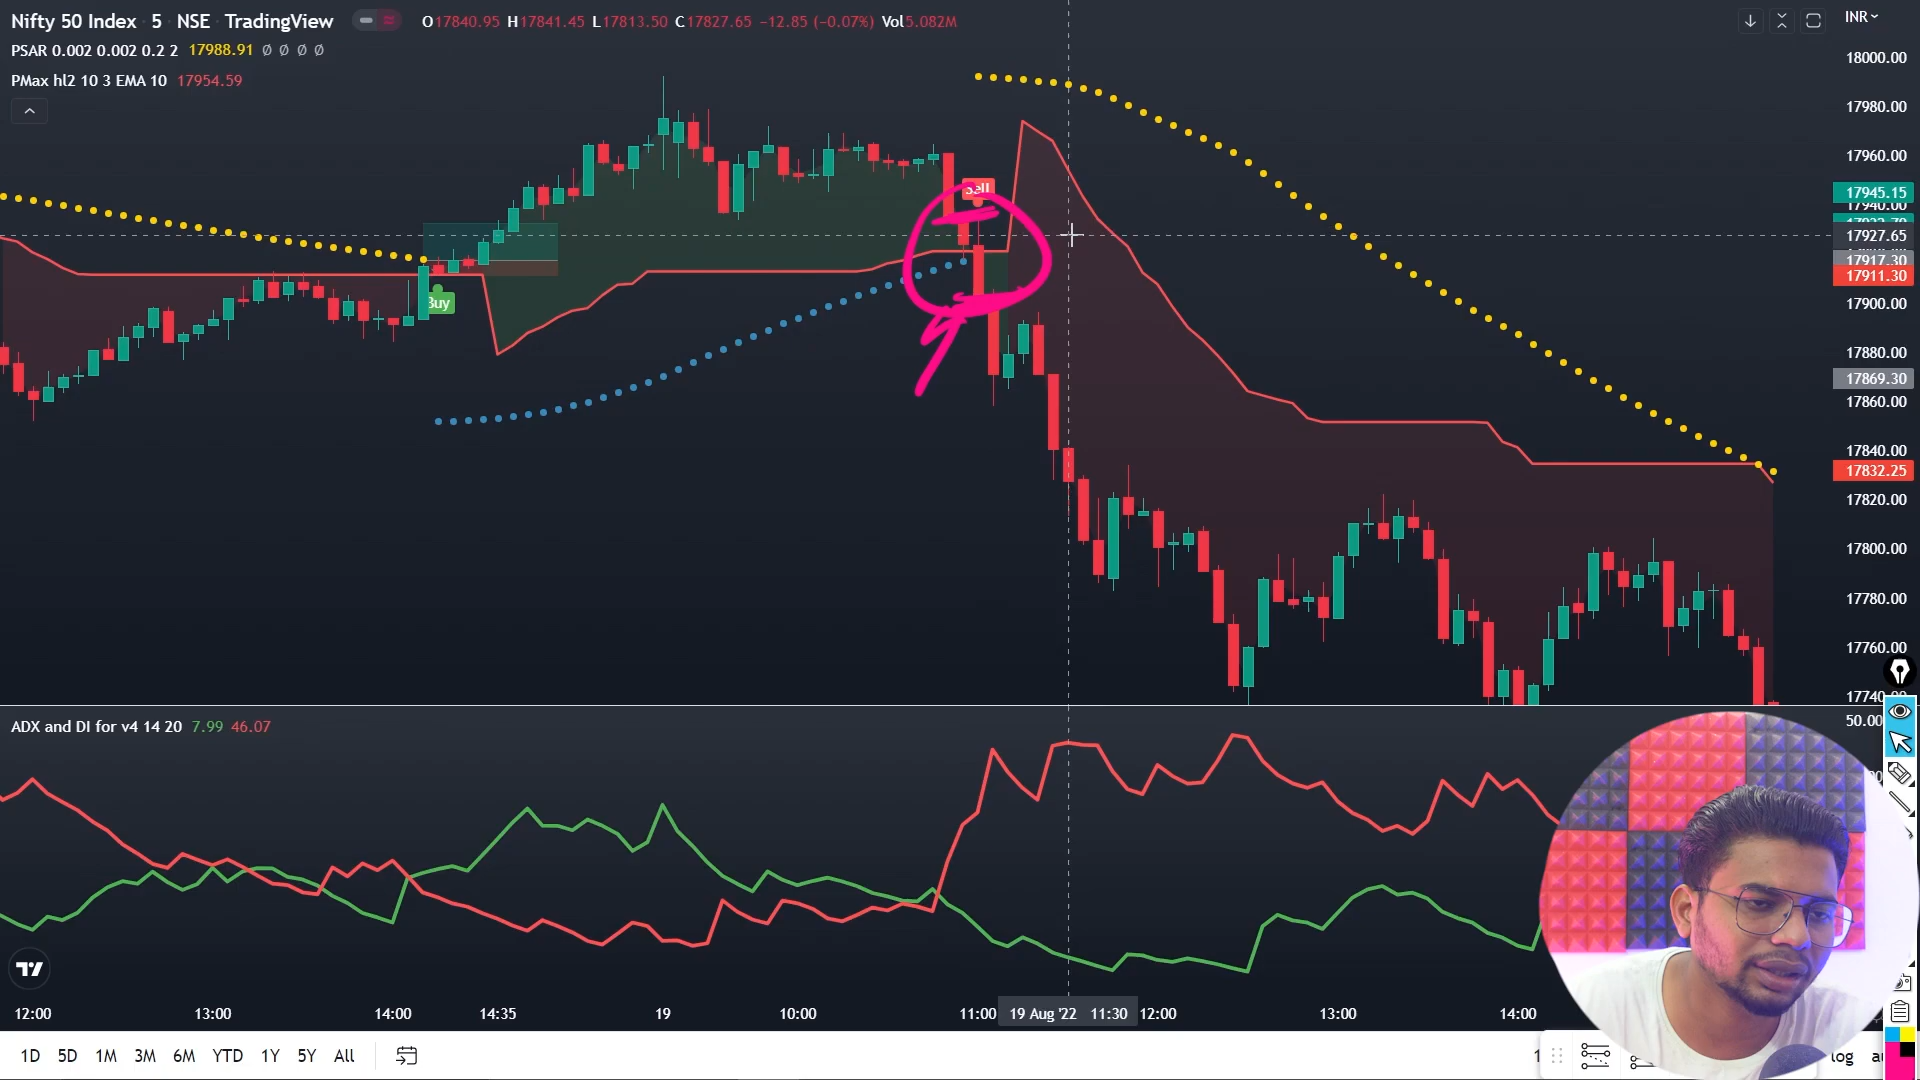 Nifty 50 Index · 5 · NSE · TradingView
O17840.95 H17841.45 L17813.50 C17827.65 −12.85 (−0.07%) Vol5.082M
PSAR 0.002 0.002 0.2 2 17988.91 ∅ ∅ ∅ ∅
PMax hl2 10 3 EMA 10 17954.59
INR
18000.00
17980.00
17960.00
17945.15
17940.00
17927.65
17917.30
17911.30
17900.00
17880.00
17869.30
17860.00
17840.00
17832.25
17820.00
17800.00
17780.00
17760.00
17740.00
Sell
Buy
ADX and DI for v4 14 20 7.99 46.07
50.00
12:00 13:00 14:00 14:35 19 10:00 11:00 19 Aug '22 11:30 12:00 13:00 14:00
1D 5D 1M 3M 6M YTD 1Y 5Y All
log